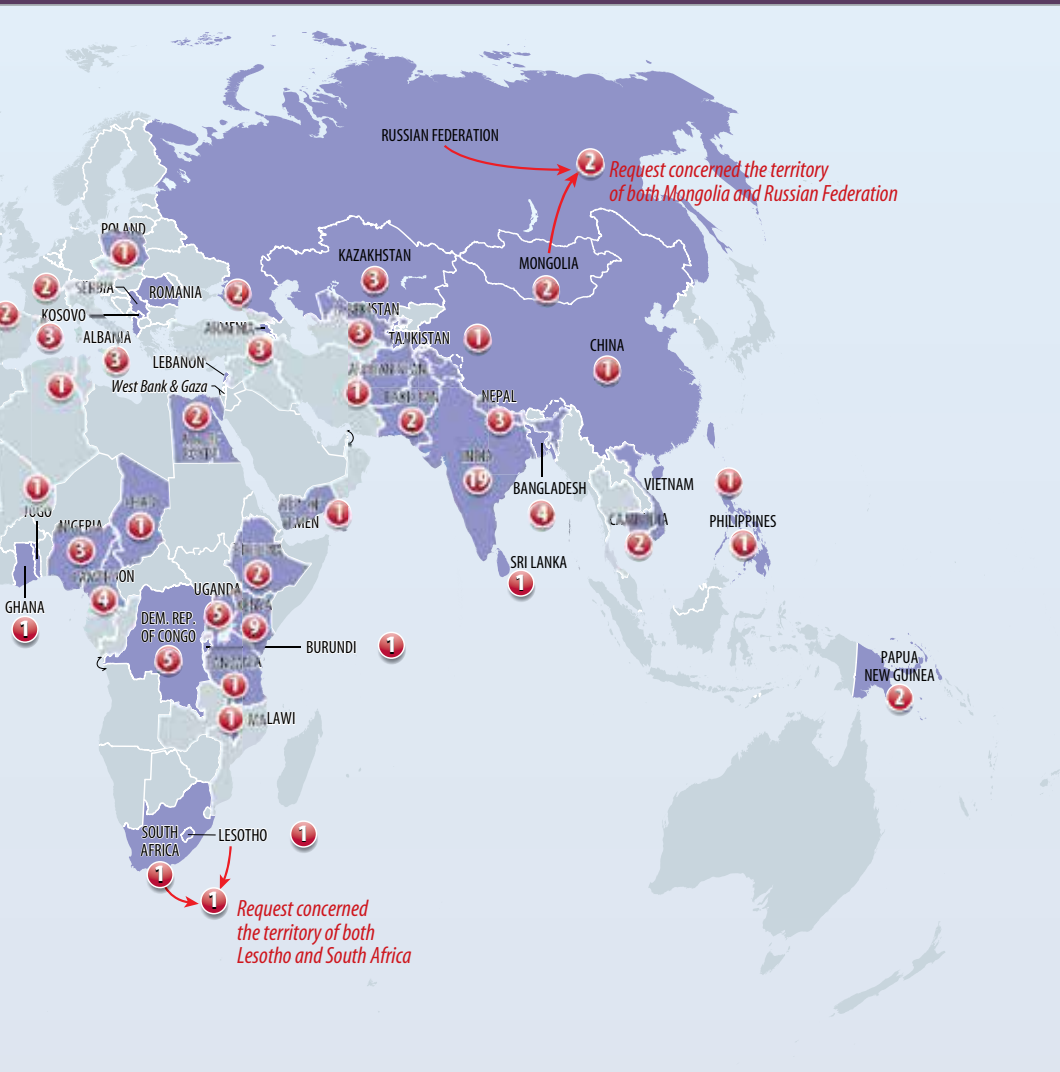 RUSSIAN FEDERATION
2
Request concerned the territory
of both Mongolia and Russian Federation
POLAND
1
KAZAKHSTAN
3
MONGOLIA
2
2
SERBIA
ROMANIA
2
2
KOSOVO
3
ALBANIA
3
ARMENIA
3
3
TAJIKISTAN
1
CHINA
1
LEBANON
West Bank & Gaza
1
1
2
NEPAL
3
2
INDIA
19
BANGLADESH
4
VIETNAM
1
PHILIPPINES
1
CAMBODIA
2
SRI LANKA
1
1
TOGO
NIGERIA
3
1
YEMEN
1
2
4
UGANDA
5
KENYA
9
GHANA
1
DEM. REP.
OF CONGO
5
BURUNDI
1
1
1
MALAWI
PAPUA
NEW GUINEA
2
SOUTH
AFRICA
1
LESOTHO
1
1
Request concerned
the territory of both
Lesotho and South Africa